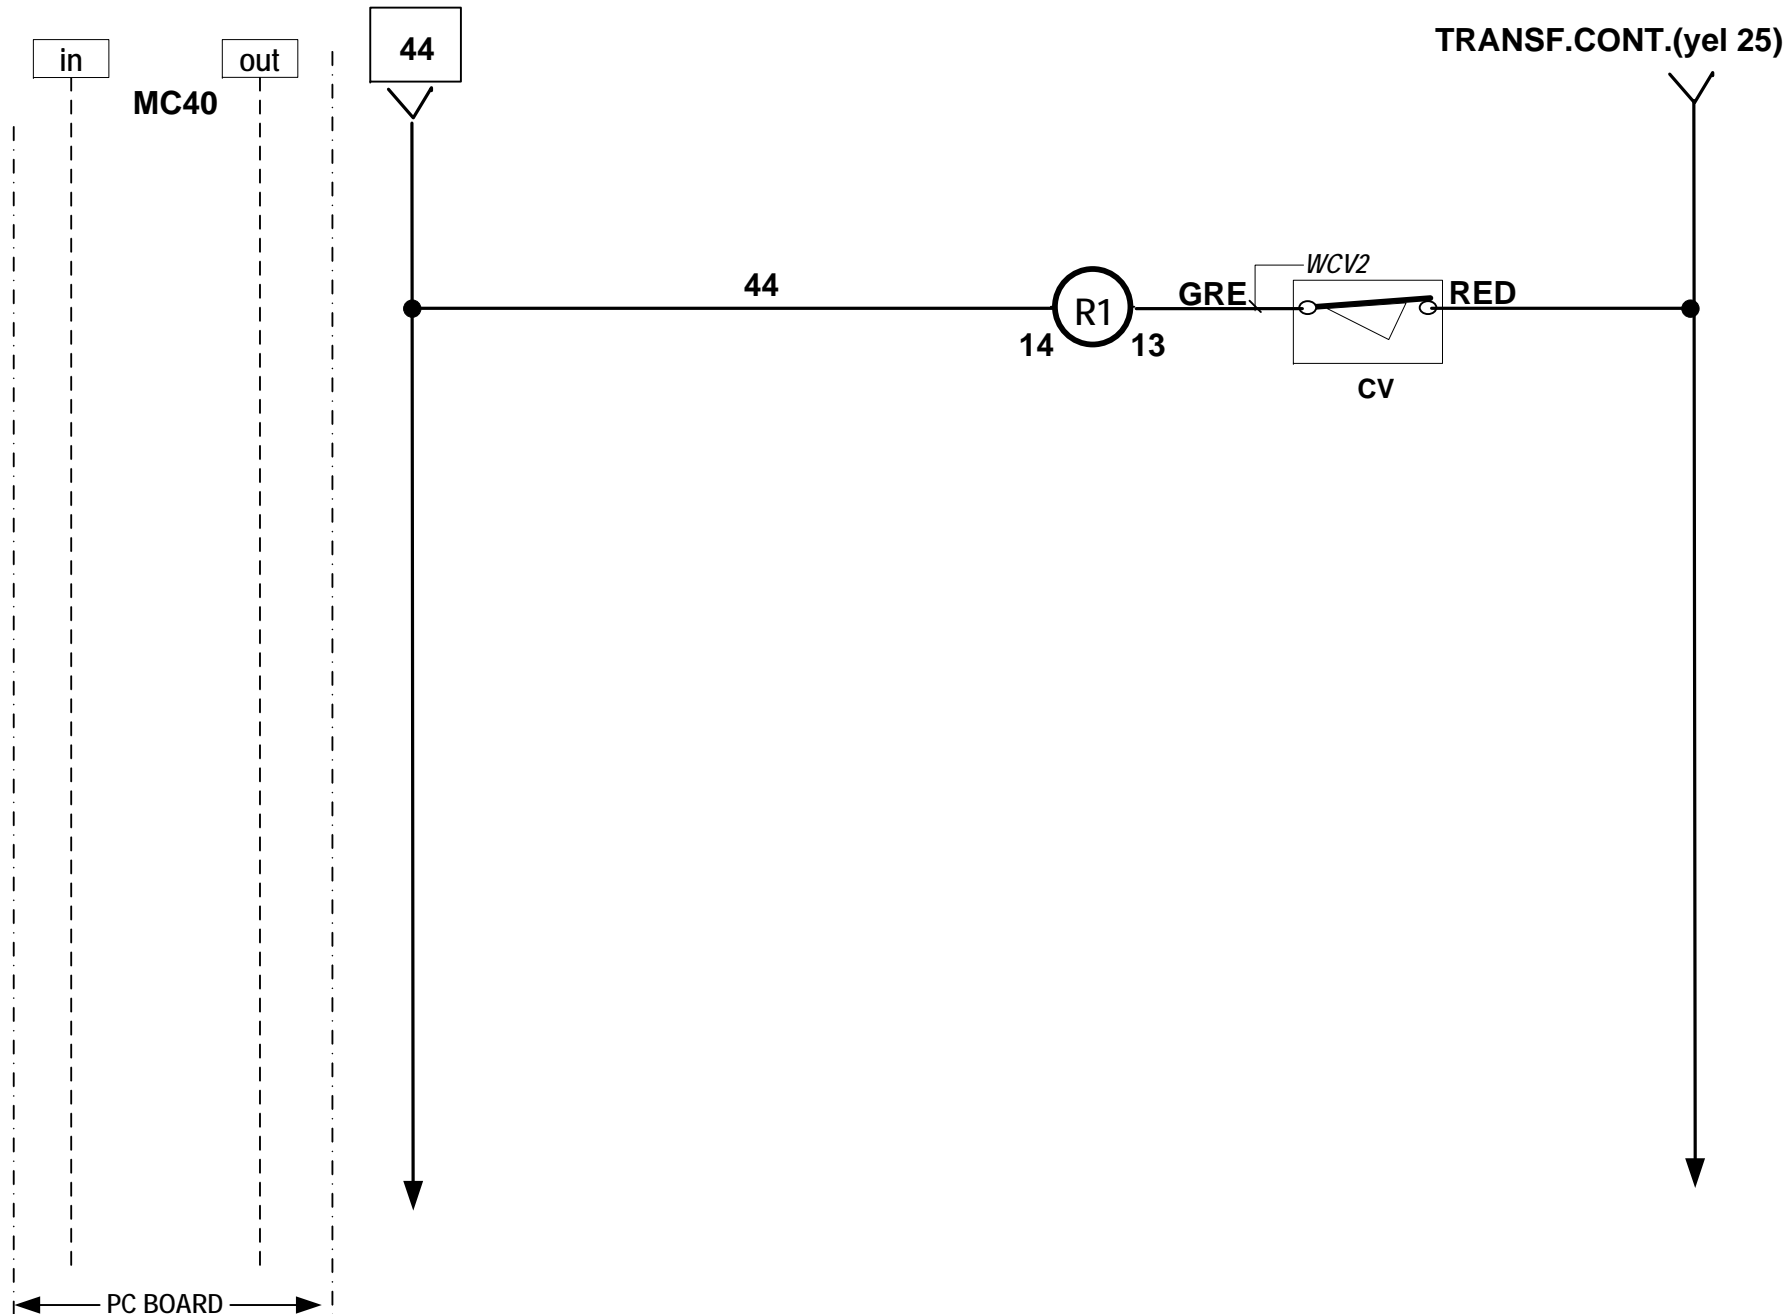 in
out
44
TRANSF.CONT.(yel 25)
MC40
44
R1
14
13
GRE
WCV2
RED
CV
PC BOARD